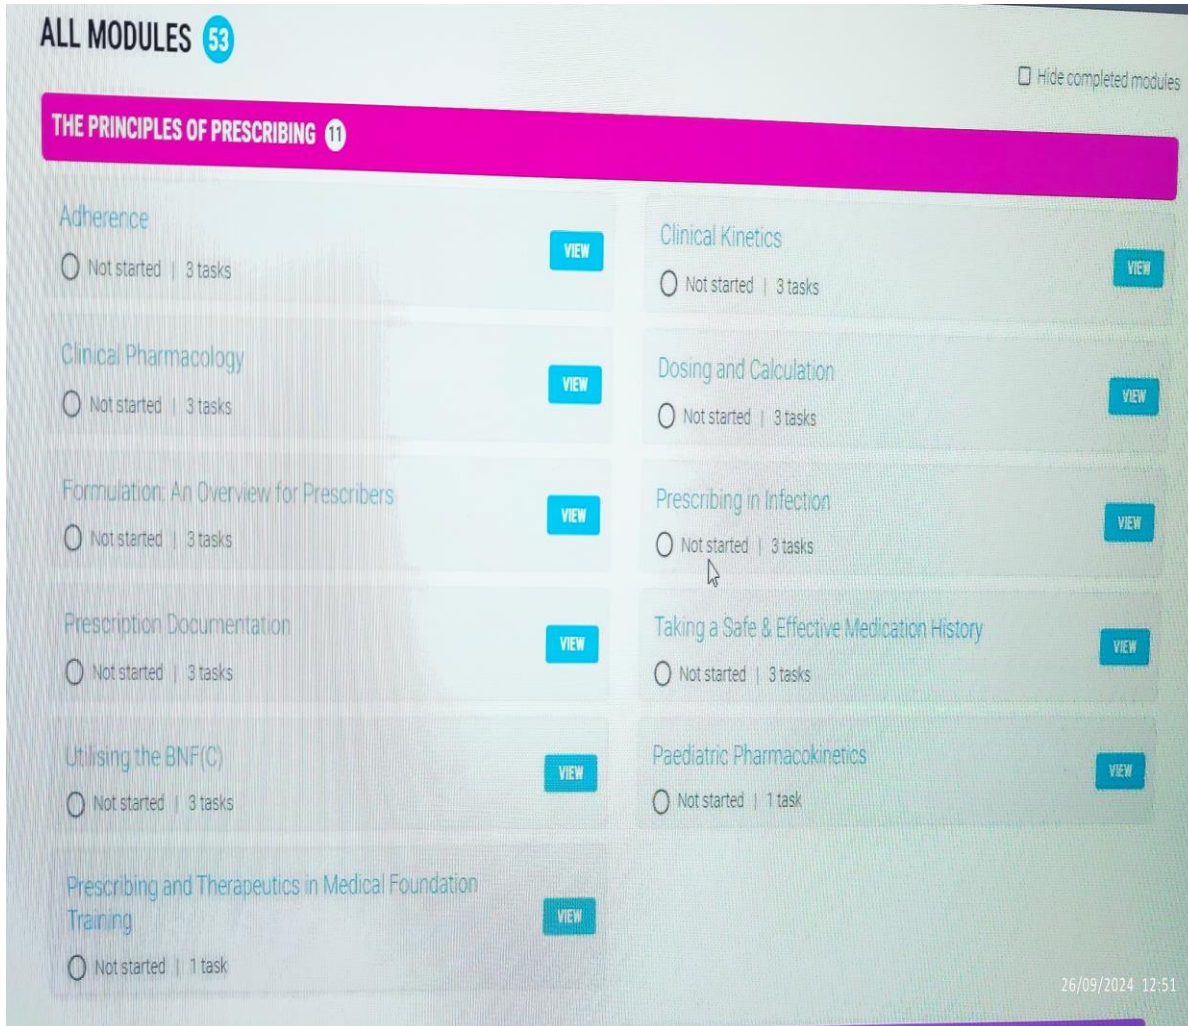 ALL MODULES 53
Hide completed modules
THE PRINCIPLES OF PRESCRIBING 11
Adherence
Not started | 3 tasks
VIEW
Clinical Kinetics
Not started | 3 tasks
VIEW
Clinical Pharmacology
Not started | 3 tasks
VIEW
Dosing and Calculation
Not started | 3 tasks
VIEW
Formulation: An Overview for Prescribers
Not started | 3 tasks
VIEW
Prescribing in Infection
Not started | 3 tasks
VIEW
Prescription Documentation
Not started | 3 tasks
VIEW
Taking a Safe & Effective Medication History
Not started | 3 tasks
VIEW
Utilising the BNF(C)
Not started | 3 tasks
VIEW
Paediatric Pharmacokinetics
Not started | 1 task
VIEW
Prescribing and Therapeutics in Medical Foundation
Training
Not started | 1 task
VIEW
26/09/2024 12:51